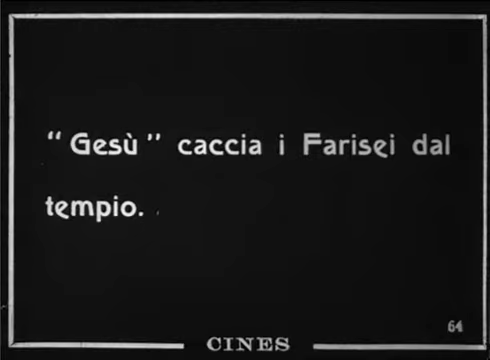 “Gesù” caccia i Farisei dal
tempio.
64
CINES